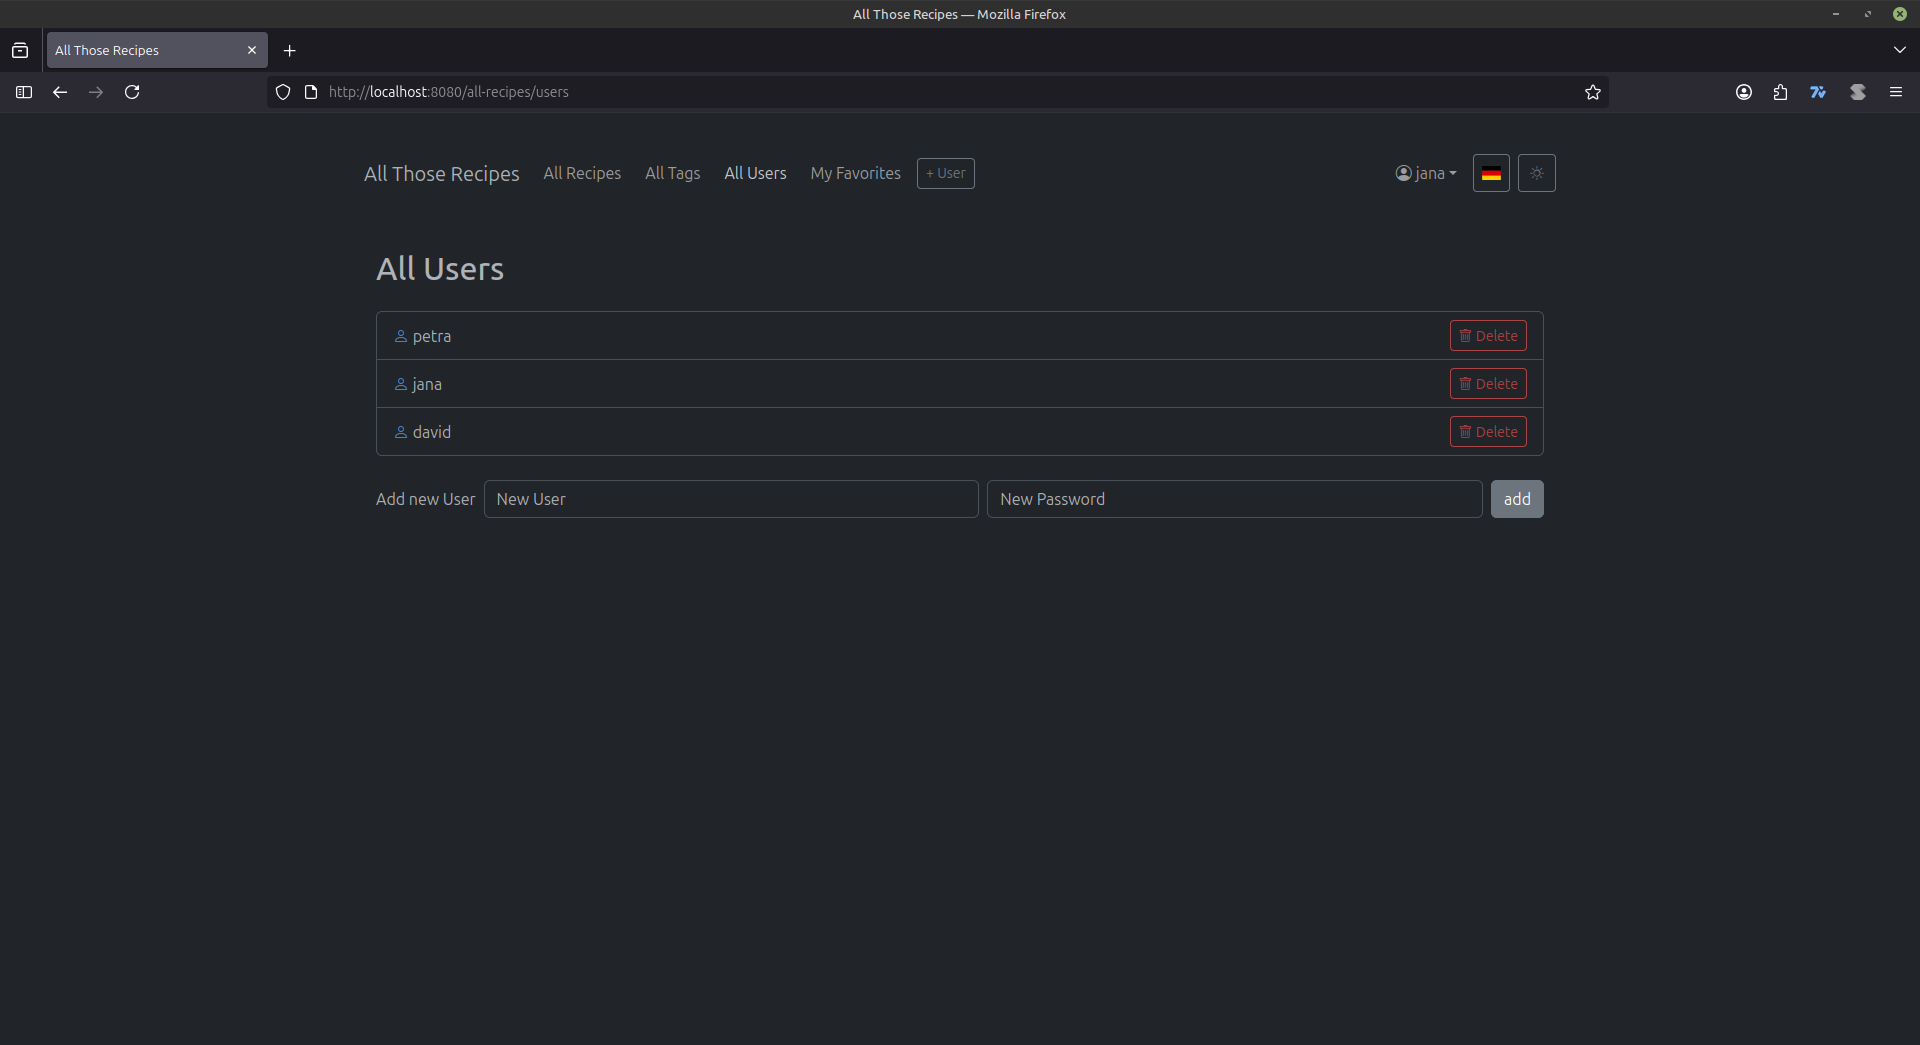 All Those Recipes — Mozilla Firefox
All Those Recipes
http://localhost:8080/all-recipes/users
All Those Recipes All Recipes All Tags All Users My Favorites + User jana
All Users
petra Delete
jana Delete
david Delete
Add new User New User New Password add